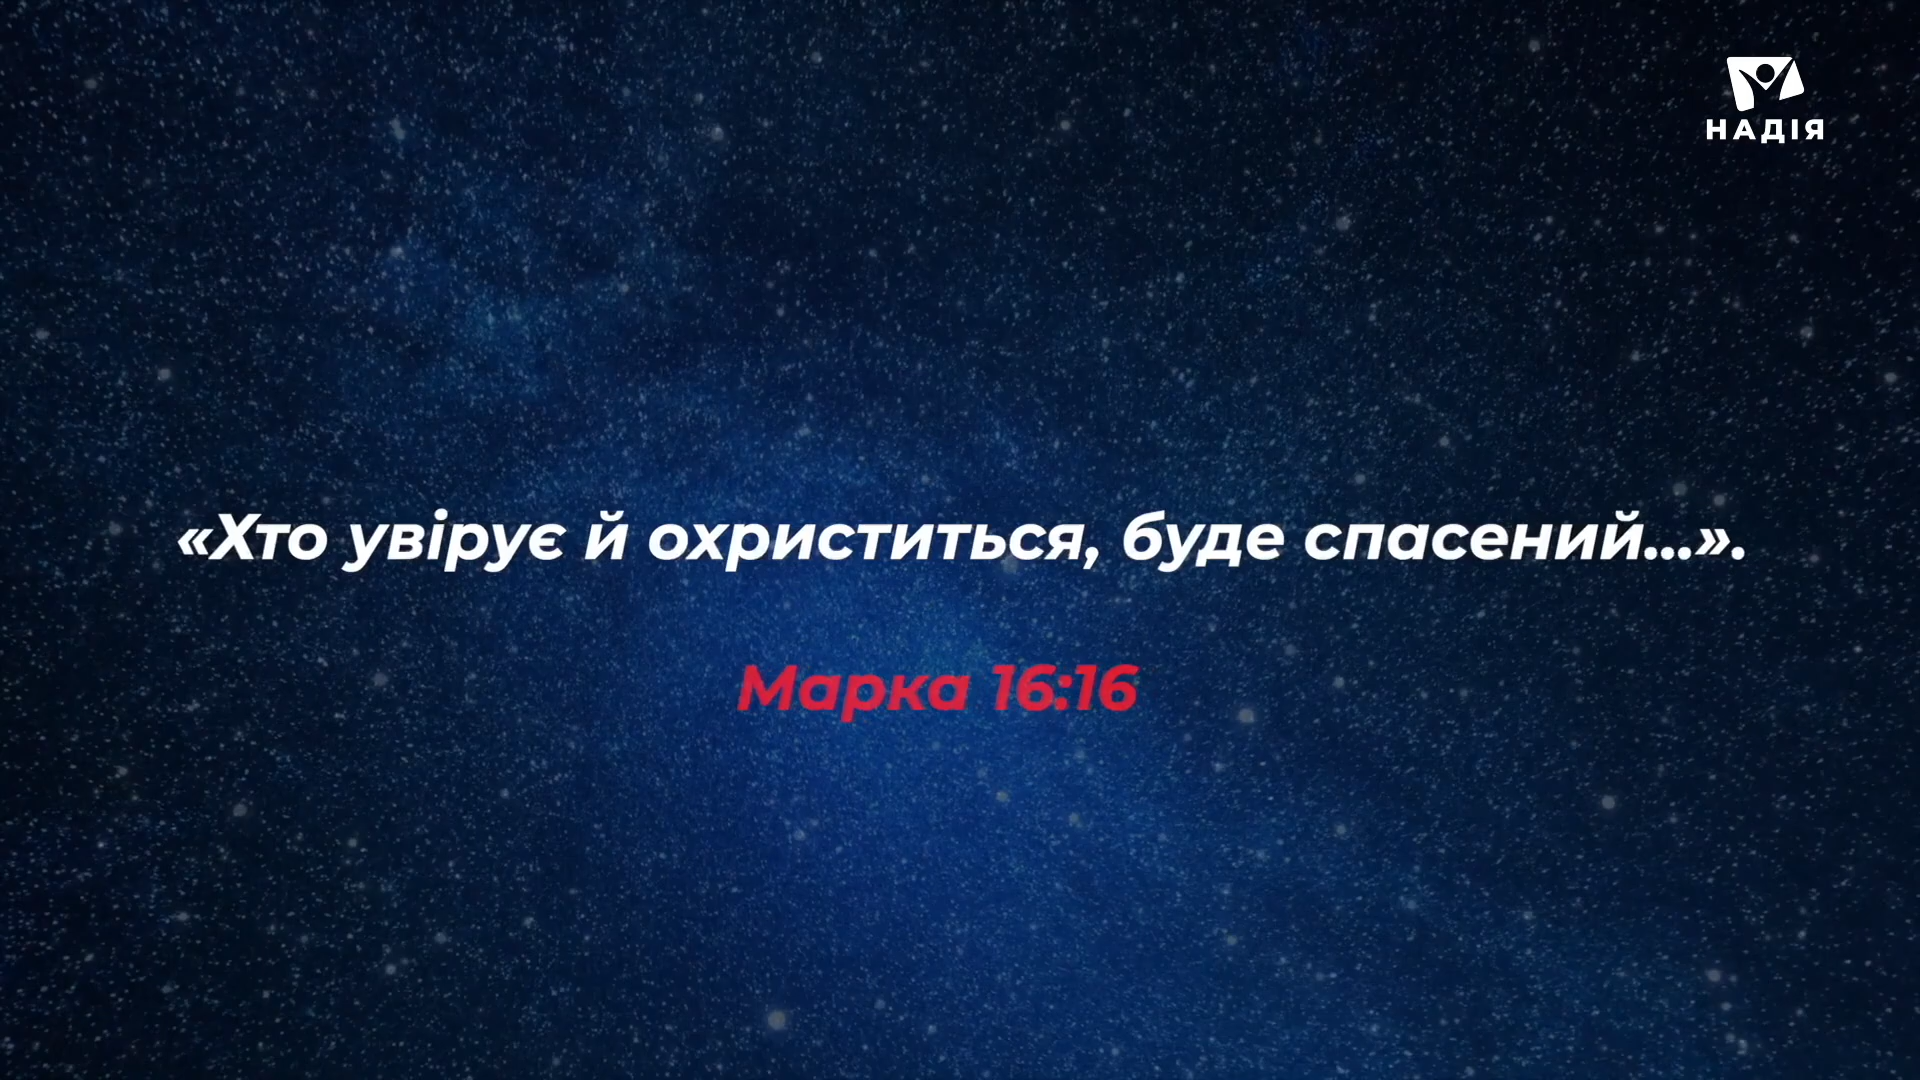 НАДІЯ
«Хто увірує й охриститься, буде спасений...».
Марка 16:16